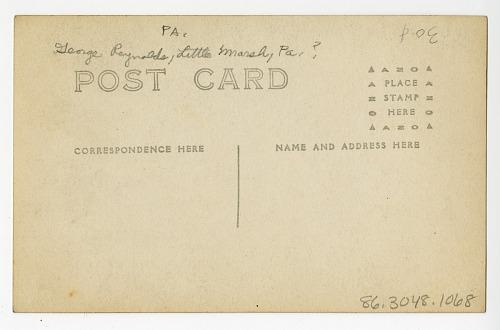 PA.
George Reynolds, Little Marsh, Pa. ?
POST CARD
AZO
PLACE
STAMP
HERE
AZO
CORRESPONDENCE HERE
NAME AND ADDRESS HERE
86.3048.1068